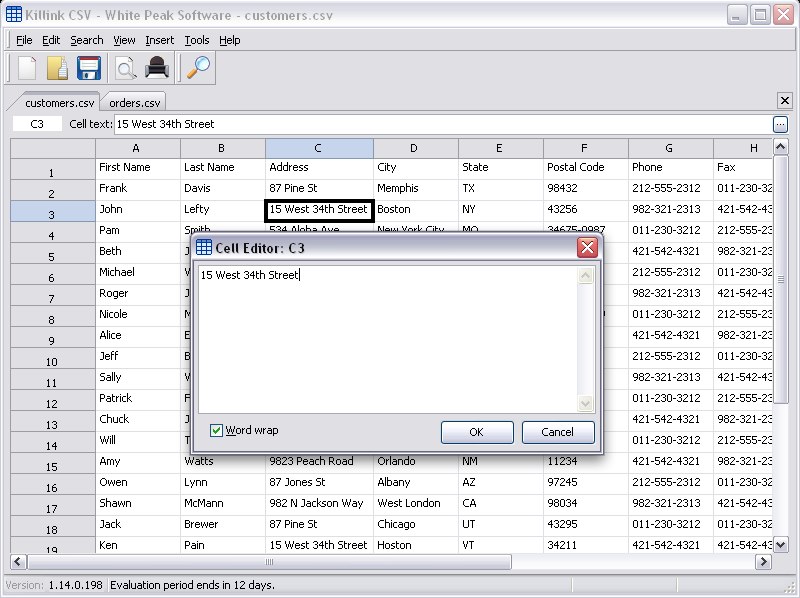 Killink CSV - White Peak Software - customers.csv
File Edit Search View Insert Tools Help
customers.csv orders.csv
C3 Cell text: 15 West 34th Street ...
A B C D E F G H
1 First Name Last Name Address City State Postal Code Phone Fax
2 Frank Davis 87 Pine St Memphis TX 98432 212-555-2312 011-230-32
3 John Lefty 15 West 34th Street Boston NY 43256 982-321-2313 421-542-43
4 Pam Smith 534 Aloha Ave New York City MO 34675-0987 011-230-3212 212-555-23
Cell Editor: C3
15 West 34th Street
Word wrap OK Cancel
5 Beth 421-542-4321 982-321-23
6 Michael 212-555-2312 011-230-32
7 Roger 982-321-2313 421-542-43
8 Nicole 011-230-3212 212-555-23
9 Alice 421-542-4321 982-321-23
10 Jeff 212-555-2312 011-230-32
11 Sally 982-321-2313 421-542-43
12 Patrick 011-230-3212 212-555-23
13 Chuck 421-542-4321 982-321-23
14 Will 212-555-2312 011-230-32
15 Amy Watts 9823 Peach Road Orlando NM 11234 982-321-2313 421-542-43
16 Owen Lynn 87 Jones St Albany AZ 97245 212-555-2312 011-230-32
17 Shawn McMann 982 N Jackson Way West London CA 98034 982-321-2313 421-542-43
18 Jack Brewer 87 Pine St Chicago UT 43295 011-230-3212 212-555-23
19 Ken Pain 15 West 34th Street Hoston VT 34211 421-542-4321 982-321-23
Version: 1.14.0.198 Evaluation period ends in 12 days.